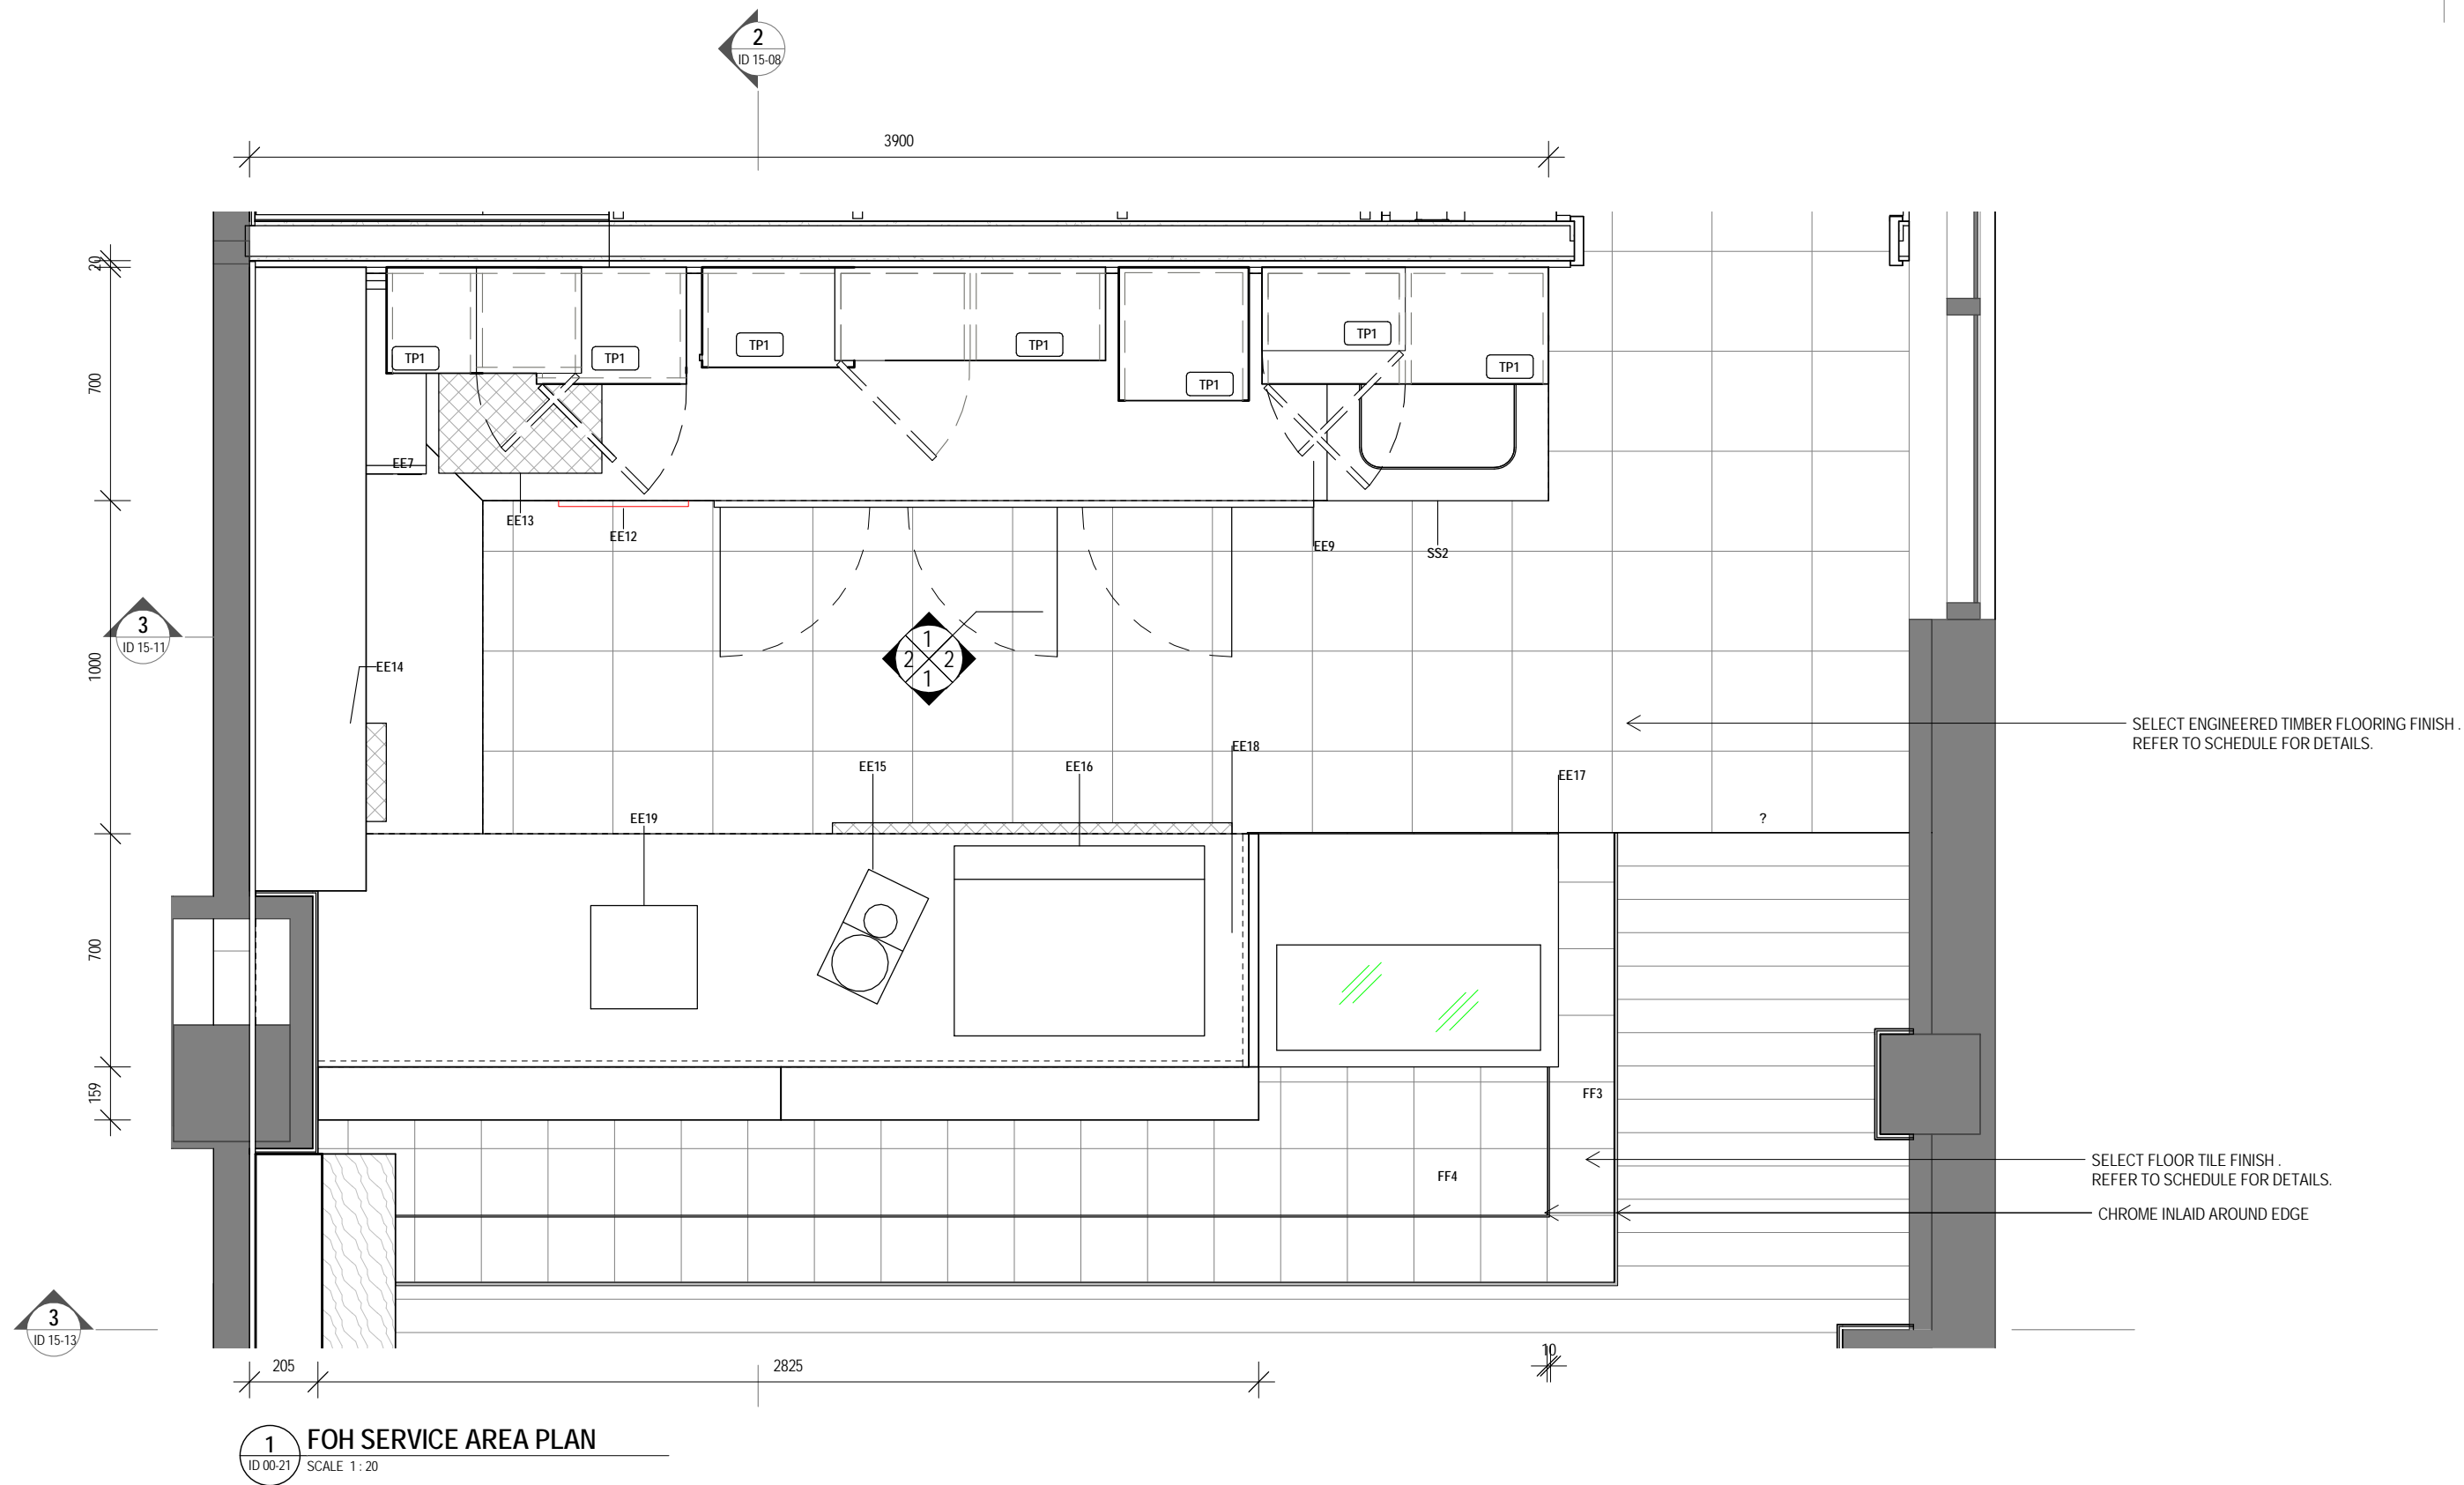 2
ID 15-08
3900
20
TP1
TP1
TP1
TP1
TP1
TP1
TP1
700
EE7
EE13
EE12
EE9
SS2
3
ID 15-11
1000
1
2
2
1
EE14
SELECT ENGINEERED TIMBER FLOORING FINISH .
REFER TO SCHEDULE FOR DETAILS.
EE18
EE15
EE16
EE17
EE19
?
700
159
FF3
FF4
SELECT FLOOR TILE FINISH .
REFER TO SCHEDULE FOR DETAILS.
CHROME INLAID AROUND EDGE
3
ID 15-13
205
2825
10
1
ID 00-21
FOH SERVICE AREA PLAN
SCALE 1 : 20